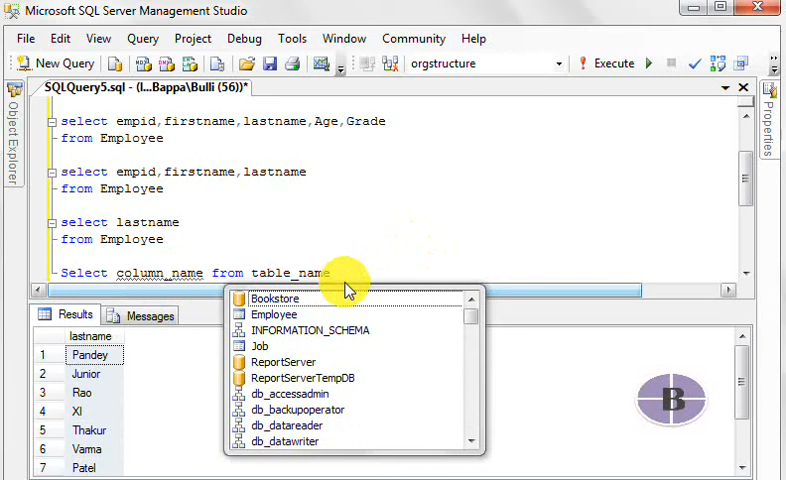 Microsoft SQL Server Management Studio
File Edit View Query Project Debug Tools Window Community Help
New Query orgstructure Execute
SQLQuery5.sql - (l...Bappa\Bulli (56))*
Object Explorer
Properties
select empid,firstname,lastname,Age,Grade
from Employee
select empid,firstname,lastname
from Employee
select lastname
from Employee
Select column_name from table_name
Bookstore
Employee
INFORMATION_SCHEMA
Job
ReportServer
ReportServerTempDB
db_accessadmin
db_backupoperator
db_datareader
db_datawriter
Results Messages
lastname
1 Pandey
2 Junior
3 Rao
4 XI
5 Thakur
6 Varma
7 Patel
B